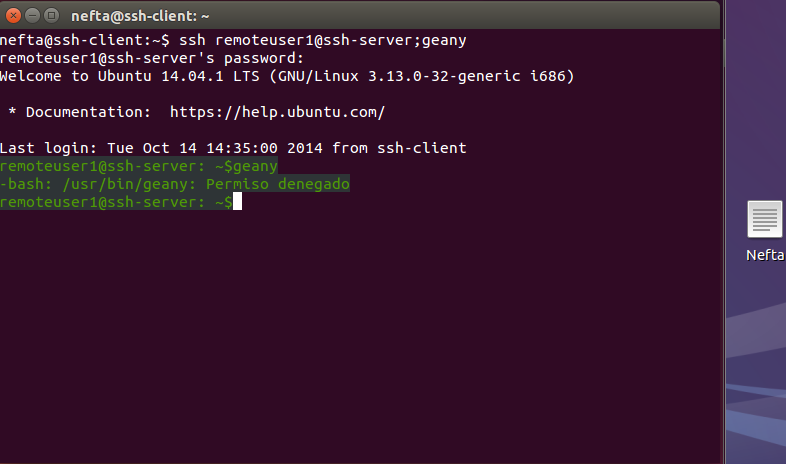 nefta@ssh-client: ~
nefta@ssh-client:~$ ssh remoteuser1@ssh-server;geany
remoteuser1@ssh-server's password:
Welcome to Ubuntu 14.04.1 LTS (GNU/Linux 3.13.0-32-generic i686)
* Documentation:  https://help.ubuntu.com/
Last login: Tue Oct 14 14:35:00 2014 from ssh-client
remoteuser1@ssh-server: ~$geany
-bash: /usr/bin/geany: Permiso denegado
remoteuser1@ssh-server: ~$
Nefta